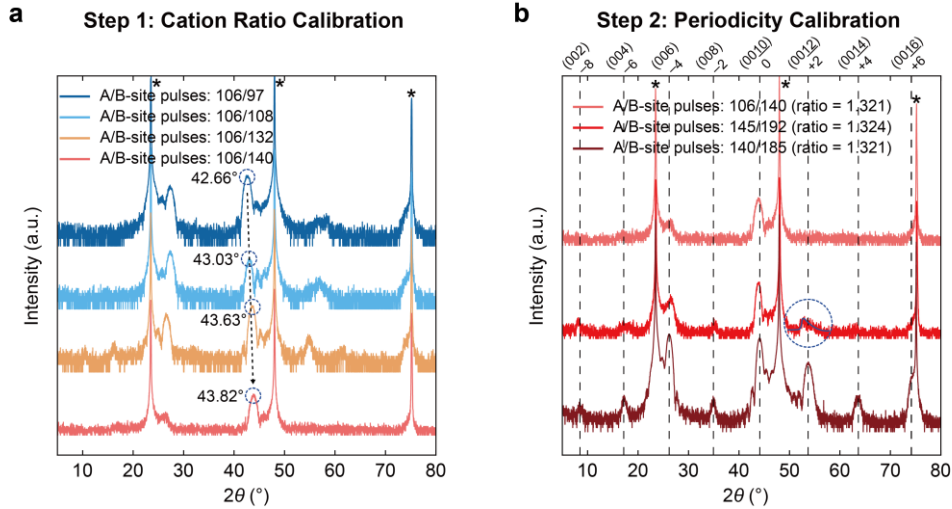 a
Step 1: Cation Ratio Calibration
*
*
*
A/B-site pulses: 106/97
A/B-site pulses: 106/108
A/B-site pulses: 106/132
A/B-site pulses: 106/140
42.66°
43.03°
43.63°
43.82°
Intensity (a.u.)
10 20 30 40 50 60 70 80
2θ (°)
b
Step 2: Periodicity Calibration
(002) (004) (006) (008) (0010) (0012) (0014) (0016)
−8 −6 −4 −2 0 +2 +4 +6
*
*
*
A/B-site pulses: 106/140 (ratio = 1.321)
A/B-site pulses: 145/192 (ratio = 1.324)
A/B-site pulses: 140/185 (ratio = 1.321)
Intensity (a.u.)
10 20 30 40 50 60 70 80
2θ (°)